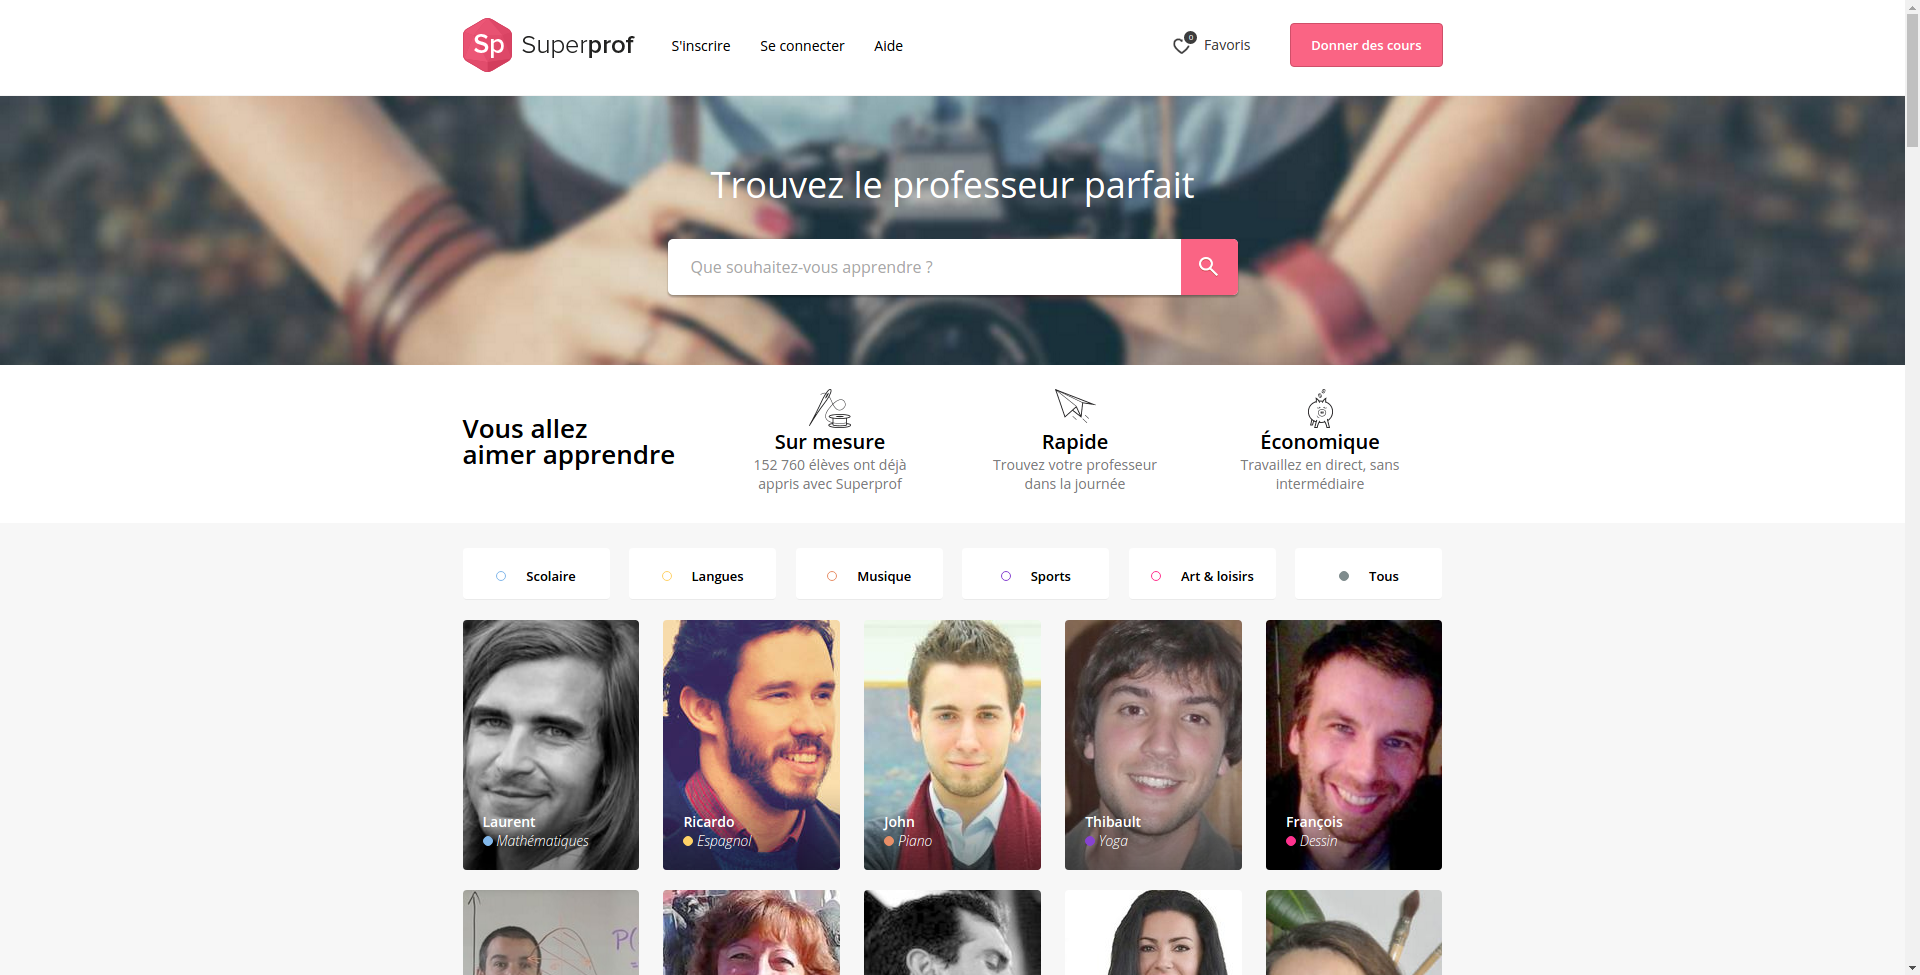 Sp Superprof
S'inscrire
Se connecter
Aide
0
Favoris
Donner des cours
Trouvez le professeur parfait
Que souhaitez-vous apprendre ?
Vous allez
aimer apprendre
Sur mesure
152 760 élèves ont déjà
appris avec Superprof
Rapide
Trouvez votre professeur
dans la journée
Économique
Travaillez en direct, sans
intermédiaire
Scolaire
Langues
Musique
Sports
Art & loisirs
Tous
Laurent
Mathématiques
Ricardo
Espagnol
John
Piano
Thibault
Yoga
François
Dessin
P(